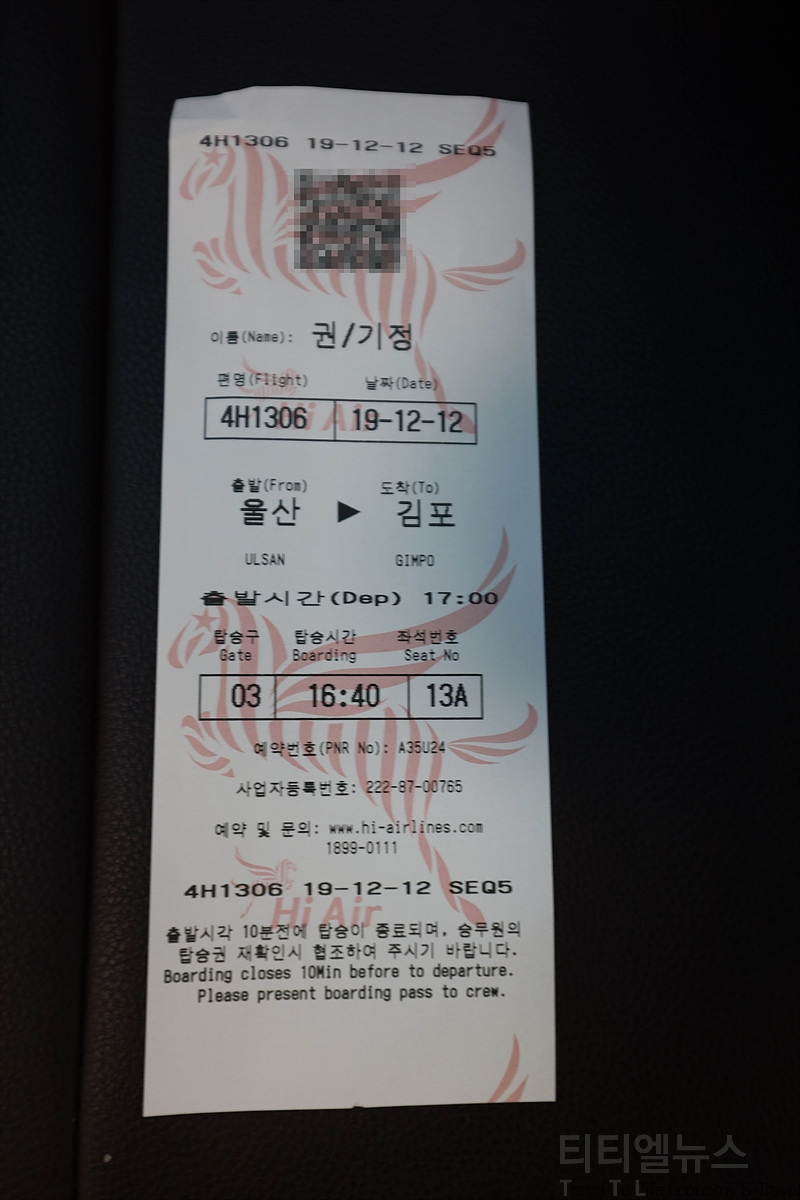 4H1306 19-12-12 SEQ5
이름(Name): 권/기정
편명(Flight) 날짜(Date)
4H1306 19-12-12
Hi Air
출발(From) 도착(To)
울산 ▶ 김포
ULSAN GIMPO
출발시간(Dep) 17:00
탑승구 탑승시간 좌석번호
Gate Boarding Seat No
03 16:40 13A
예약번호(PNR No): A35U24
사업자등록번호: 222-87-00765
예약 및 문의: www.hi-airlines.com
1899-0111
4H1306 19-12-12 SEQ5
Hi Air
출발시각 10분전에 탑승이 종료되며, 승무원의
탑승권 재확인시 협조하여 주시기 바랍니다.
Boarding closes 10Min before to departure.
Please present boarding pass to crew.
티티엘뉴스